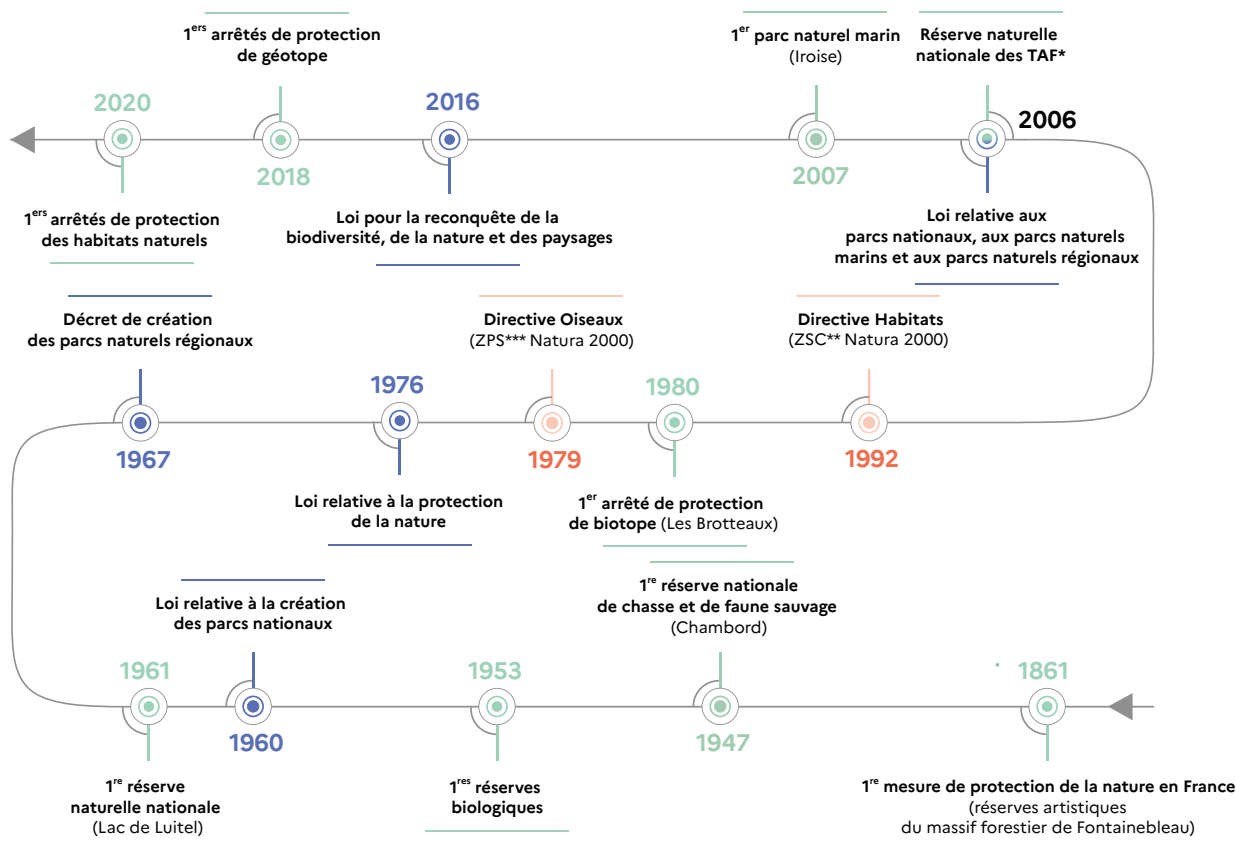 1ers arrêtés de protection
de géotope
1er parc naturel marin
(Iroise)
Réserve naturelle
nationale des TAF*
2020
2018
2016
2007
2006
1ers arrêtés de protection
des habitats naturels
Loi pour la reconquête de la
biodiversité, de la nature et des paysages
Loi relative aux
parcs nationaux, aux parcs naturels
marins et aux parcs naturels régionaux
Décret de création
des parcs naturels régionaux
Directive Oiseaux
(ZPS*** Natura 2000)
Directive Habitats
(ZSC** Natura 2000)
1967
1976
1979
1980
1992
Loi relative à la protection
de la nature
1er arrêté de protection
de biotope (Les Brotteaux)
Loi relative à la création
des parcs nationaux
1re réserve nationale
de chasse et de faune sauvage
(Chambord)
1961
1960
1953
1947
1861
1re réserve
naturelle nationale
(Lac de Luitel)
1res réserves
biologiques
1re mesure de protection de la nature en France
(réserves artistiques
du massif forestier de Fontainebleau)